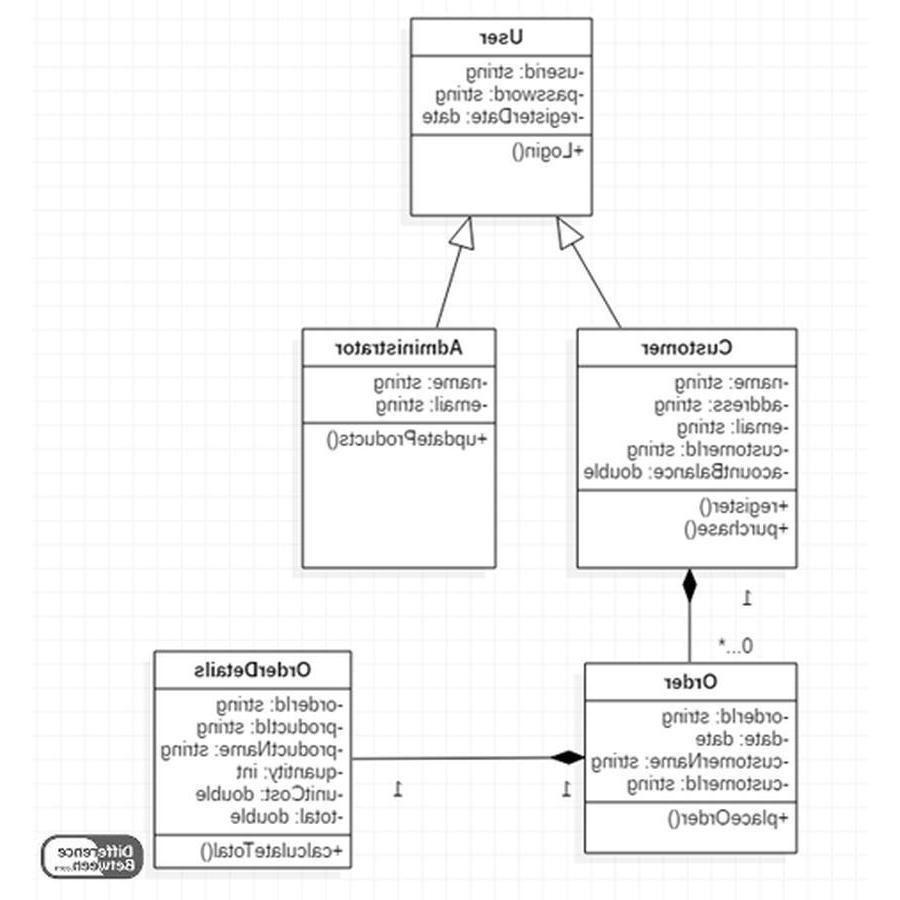 User
-userid: string
-password: string
-registerDate: date
+Login()
Customer
-name: string
-address: string
-email: string
-customerId: string
-acountBalance: double
+register()
+purchase()
Administrator
-name: string
-email: string
+updateProducts()
1
0...*
Order
-orderId: string
-date: date
-customerName: string
-customerId: string
+placeOrder()
1
1
OrderDetails
-orderId: string
-productId: string
-productName: string
-quantity: int
-unitCost: double
-total: double
+calculateTotal()
Difference
Between